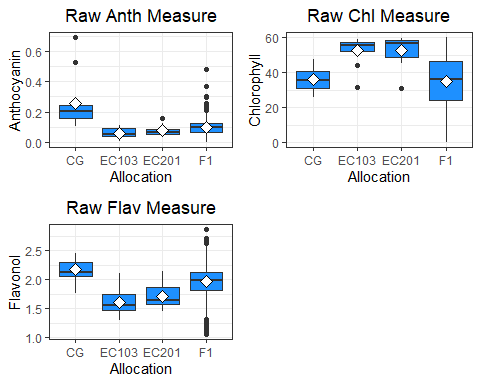 Raw Anth Measure
Anthocyanin
0.6
0.4
0.2
0.0
CG EC103 EC201 F1
Allocation
Raw Chl Measure
Chlorophyll
60
40
20
0
CG EC103 EC201 F1
Allocation
Raw Flav Measure
Flavonol
2.5
2.0
1.5
1.0
CG EC103 EC201 F1
Allocation